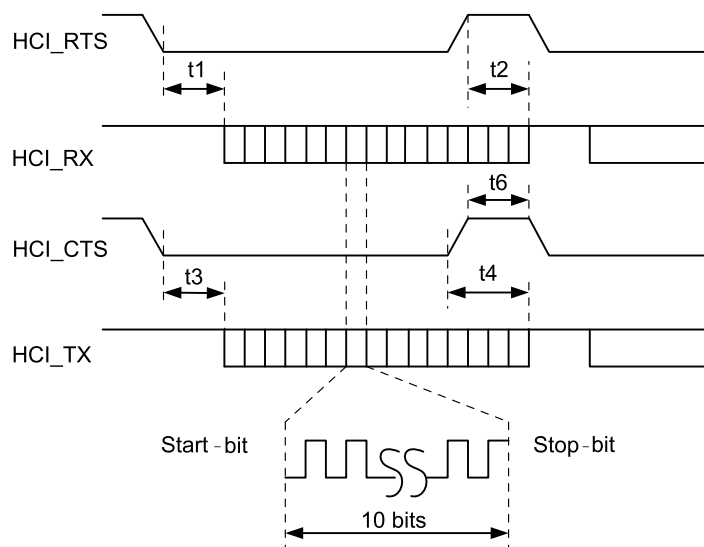 HCI_RTS
t1
t2
HCI_RX
t6
HCI_CTS
t3
t4
HCI_TX
Start-bit
Stop-bit
10 bits